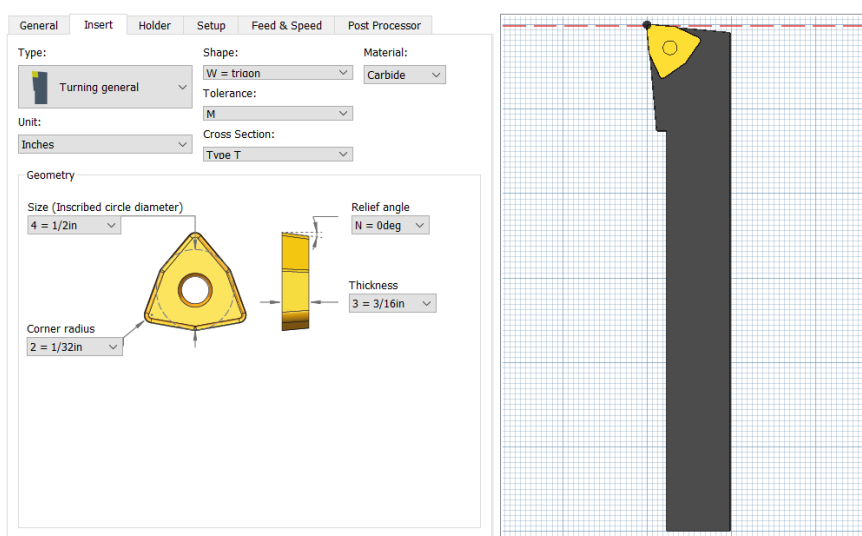 General Insert Holder Setup Feed & Speed Post Processor
Type: Shape: Material:
Turning general W = trigon Carbide
Tolerance:
M
Unit:
Inches
Cross Section:
Type T
Geometry
Size (Inscribed circle diameter) Relief angle
4 = 1/2in N = 0deg
Thickness
3 = 3/16in
Corner radius
2 = 1/32in